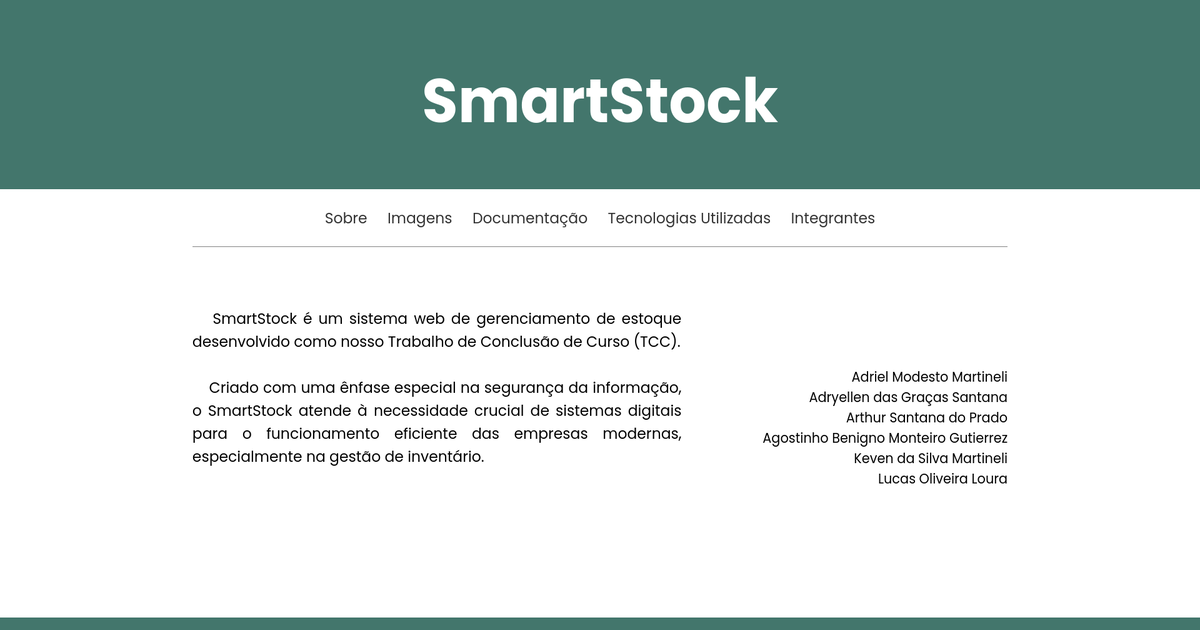 SmartStock
Sobre Imagens Documentação Tecnologias Utilizadas Integrantes
SmartStock é um sistema web de gerenciamento de estoque
desenvolvido como nosso Trabalho de Conclusão de Curso (TCC).
Criado com uma ênfase especial na segurança da informação,
o SmartStock atende à necessidade crucial de sistemas digitais
para o funcionamento eficiente das empresas modernas,
especialmente na gestão de inventário.
Adriel Modesto Martineli
Adryellen das Graças Santana
Arthur Santana do Prado
Agostinho Benigno Monteiro Gutierrez
Keven da Silva Martineli
Lucas Oliveira Loura